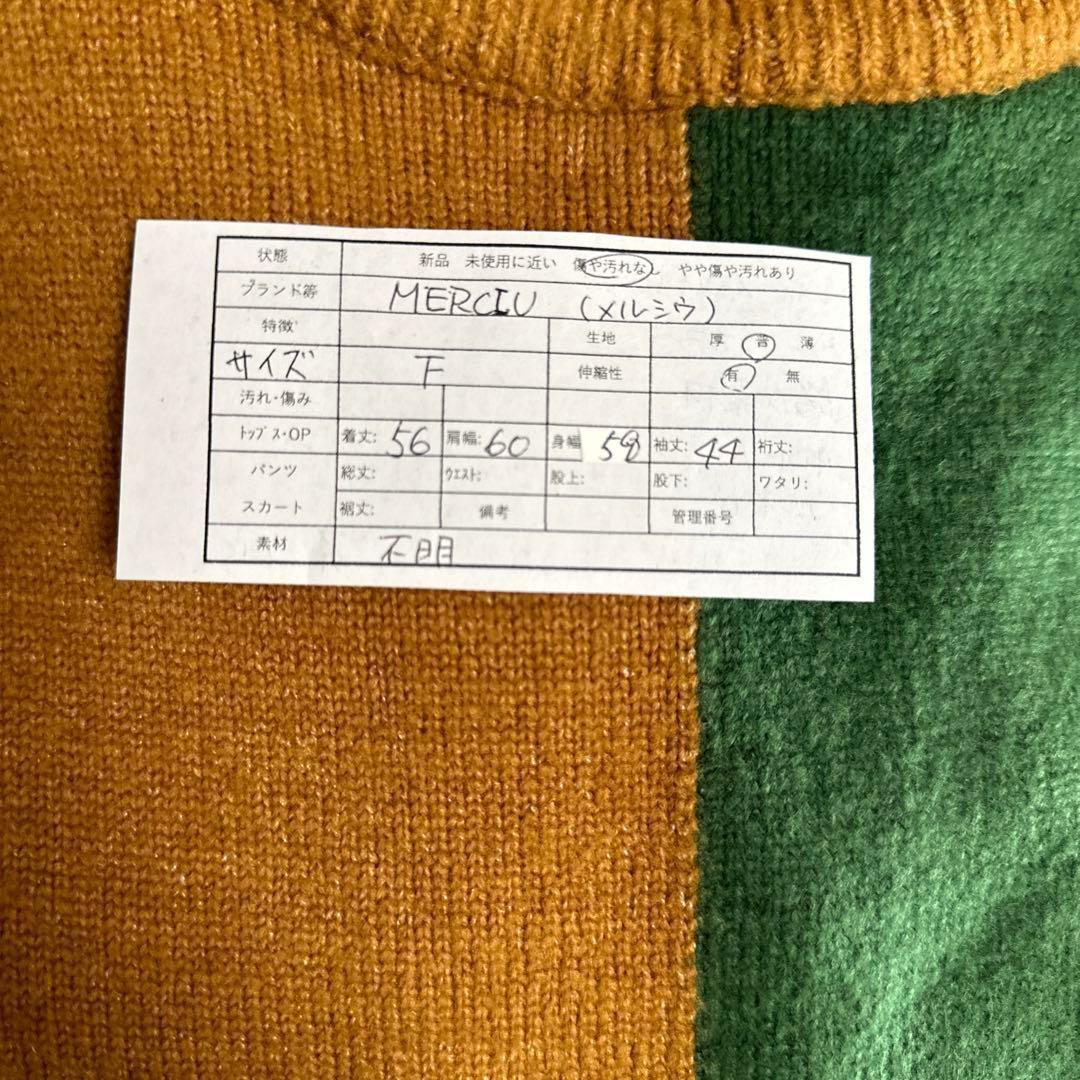 状態 新品 未使用に近い 傷や汚れなし やや傷や汚れあり
ブランド等 MERCIU (メルシウ)
特徴 生地 厚 普 薄
サイズ F 伸縮性 有 無
汚れ・傷み
トップス・OP 着丈: 56 肩幅: 60 身幅 58 袖丈: 44 裄丈:
パンツ 総丈: ウエスト: 股上: 股下: ワタリ:
スカート 裾丈: 備考 管理番号
素材 不明